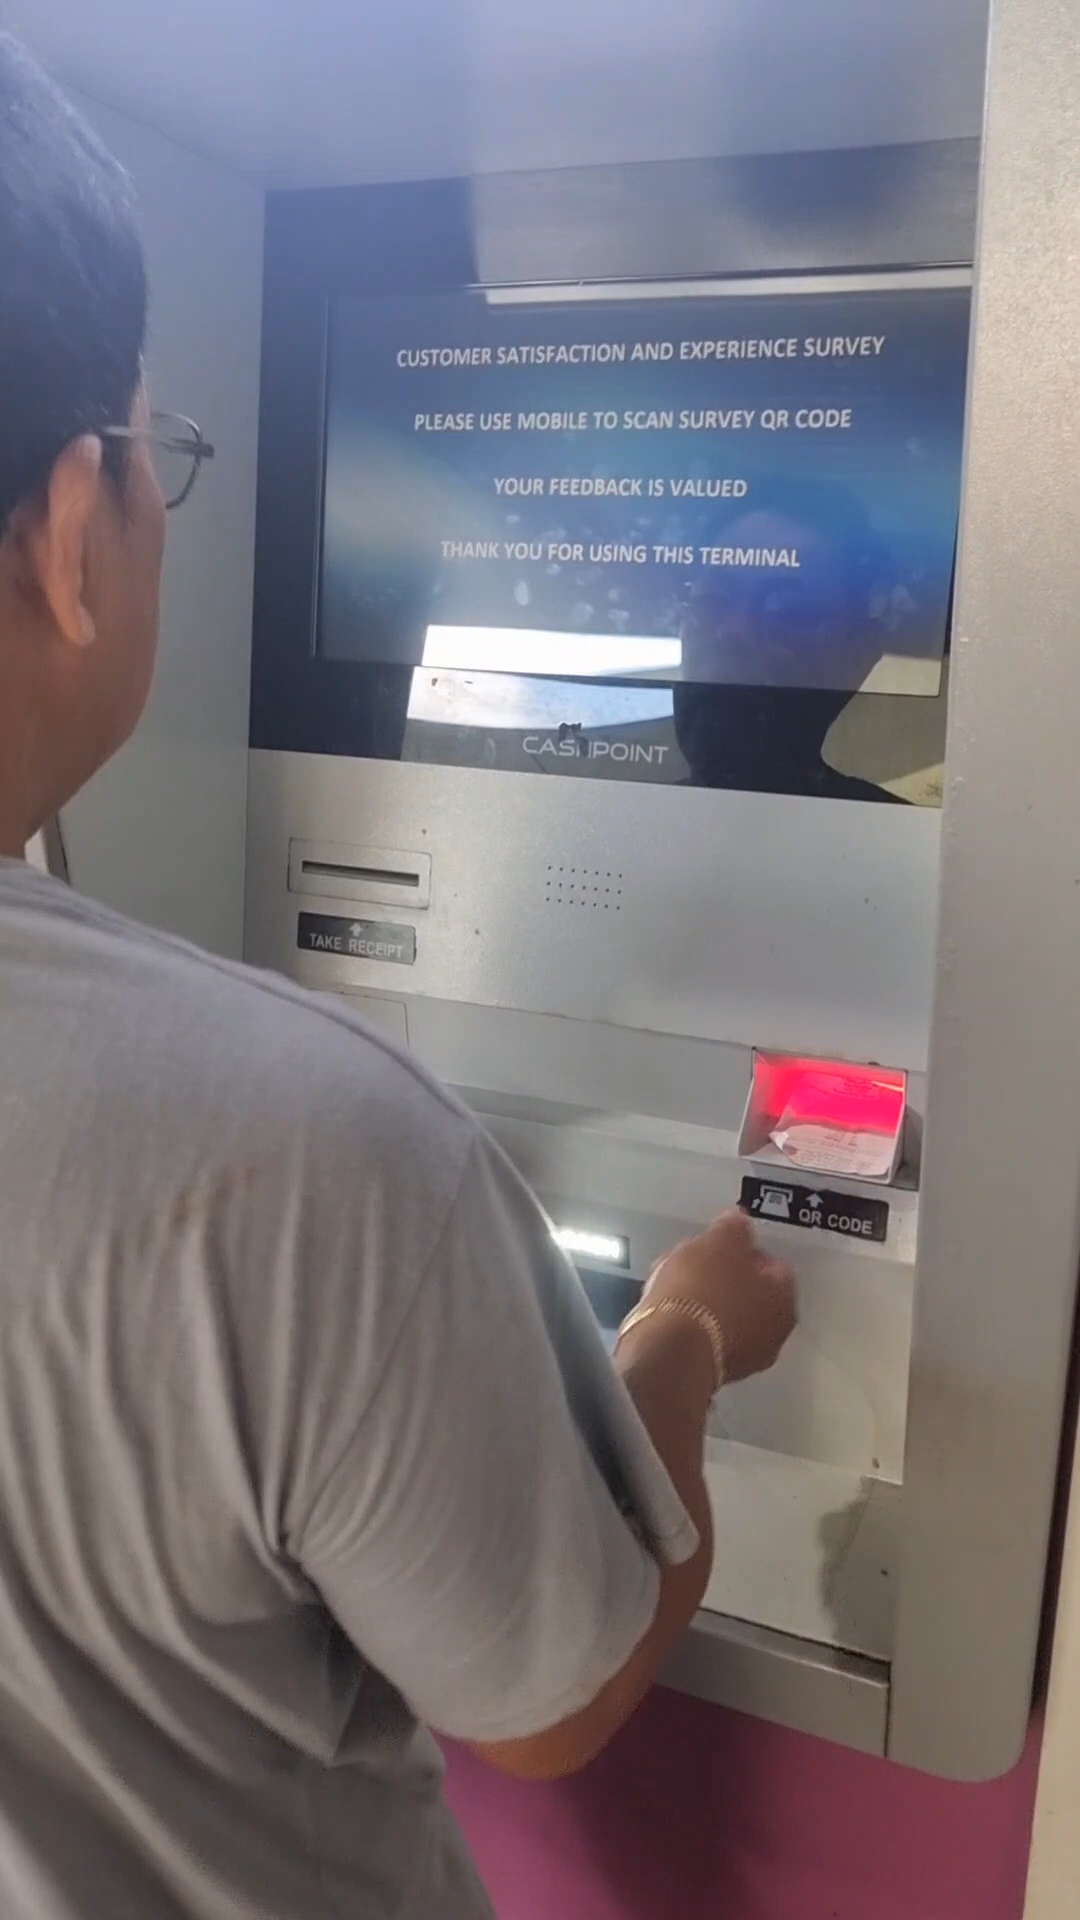 CUSTOMER SATISFACTION AND EXPERIENCE SURVEY
PLEASE USE MOBILE TO SCAN SURVEY QR CODE
YOUR FEEDBACK IS VALUED
THANK YOU FOR USING THIS TERMINAL
CASHPOINT
TAKE RECEIPT
QR CODE